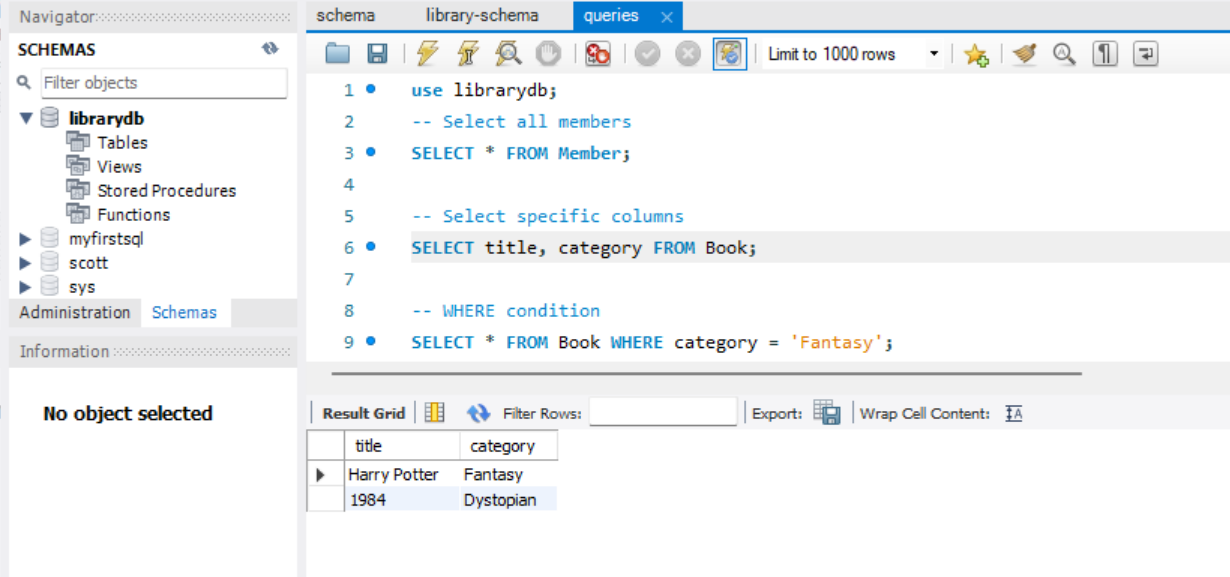 Navigator
schema library-schema queries
SCHEMAS
Limit to 1000 rows
Filter objects
librarydb
Tables
Views
Stored Procedures
Functions
myfirstsql
scott
sys
Administration Schemas
Information
No object selected
1 use librarydb;
2 -- Select all members
3 SELECT * FROM Member;
4
5 -- Select specific columns
6 SELECT title, category FROM Book;
7
8 -- WHERE condition
9 SELECT * FROM Book WHERE category = 'Fantasy';
Result Grid Filter Rows: Export: Wrap Cell Content:
title category
Harry Potter Fantasy
1984 Dystopian